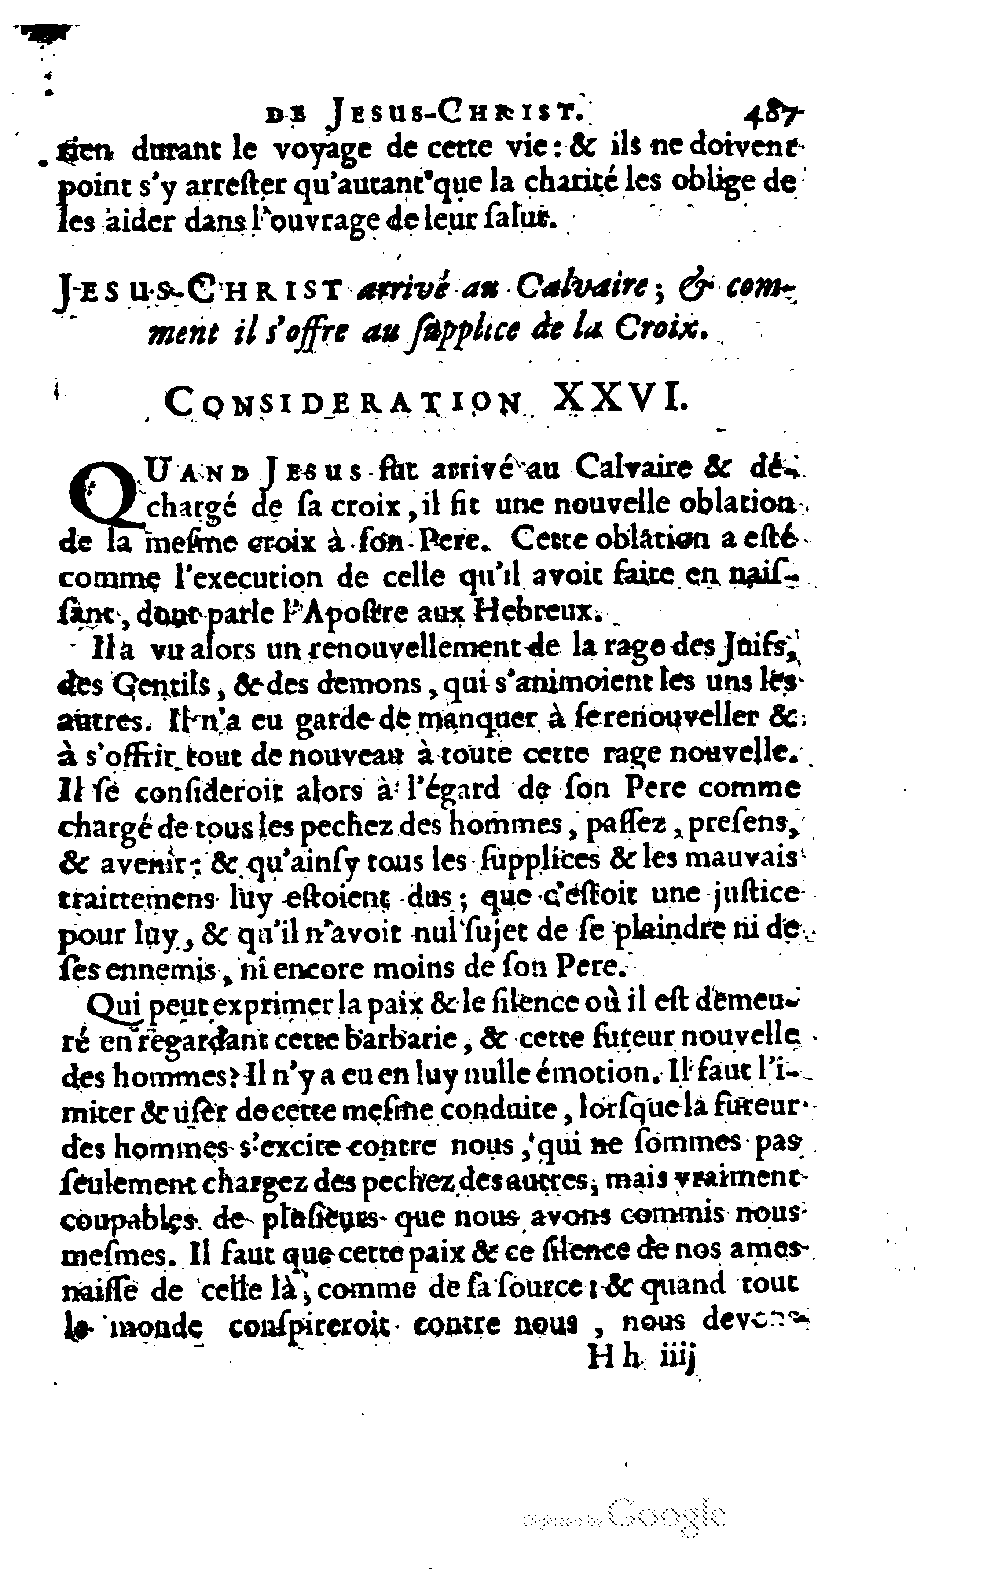 DE JESUS-CHRIST. 487
tien durant le voyage de cette vie : & ils ne doivent
point s'y arreſter qu'autant que la charité les oblige de
les aider dans l'ouvrage de leur ſalut.
JESUS-CHRIST arrivé au Calvaire ; & com-
ment il s'offre au ſupplice de la Croix.
CONSIDERATION XXVI.
QUAND JESUS fut arrivé au Calvaire & dé-
chargé de ſa croix, il fit une nouvelle oblation
de la meſme croix à ſon Pere. Cette oblation a eſté
comme l'execution de celle qu'il avoit faite en naiſ-
ſant, dont parle l'Apoſtre aux Hebreux.
Il a vu alors un renouvellement de la rage des Juifs,
des Gentils, & des demons, qui s'animoient les uns les
autres. Il n'a eu garde de manquer à ſe renouveller &
à s'offrir tout de nouveau à toute cette rage nouvelle.
Il ſe conſideroit alors à l'égard de ſon Pere comme
chargé de tous les pechez des hommes, paſſez, preſens,
& avenir : & qu'ainſy tous les ſupplices & les mauvais
traittemens luy eſtoient dus ; que c'eſtoit une juſtice
pour luy, & qu'il n'avoit nul ſujet de ſe plaindre ni de
ſes ennemis, ni encore moins de ſon Pere.
Qui peut exprimer la paix & le ſilence où il eſt demeu-
ré en regardant cette barbarie, & cette fureur nouvelle
des hommes? Il n'y a eu en luy nulle émotion. Il faut l'i-
miter & uſer de cette meſme conduite, lorſque la fureur
des hommes s'excite contre nous, qui ne ſommes pas
ſeulement chargez des pechez des autres, mais vraiment
coupables de pluſieurs que nous avons commis nous
meſmes. Il faut que cette paix & ce ſilence de nos ames
naiſſe de celle là, comme de ſa ſource : & quand tout
le monde conſpireroit contre nous, nous devons
H h iiij
Digitized by Google